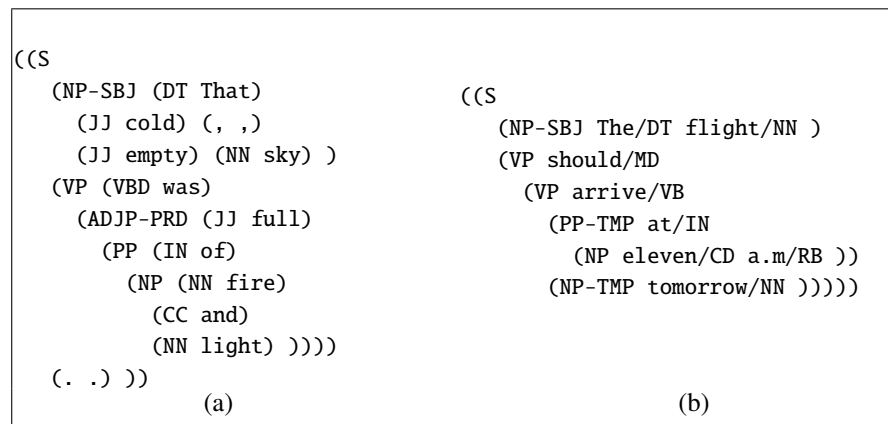 ((S
(NP-SBJ (DT That)
(JJ cold) (, ,)
(JJ empty) (NN sky) )
(VP (VBD was)
(ADJP-PRD (JJ full)
(PP (IN of)
(NP (NN fire)
(CC and)
(NN light) ))))
(. .) ))
(a)
((S
(NP-SBJ The/DT flight/NN )
(VP should/MD
(VP arrive/VB
(PP-TMP at/IN
(NP eleven/CD a.m/RB ))
(NP-TMP tomorrow/NN )))))
(b)